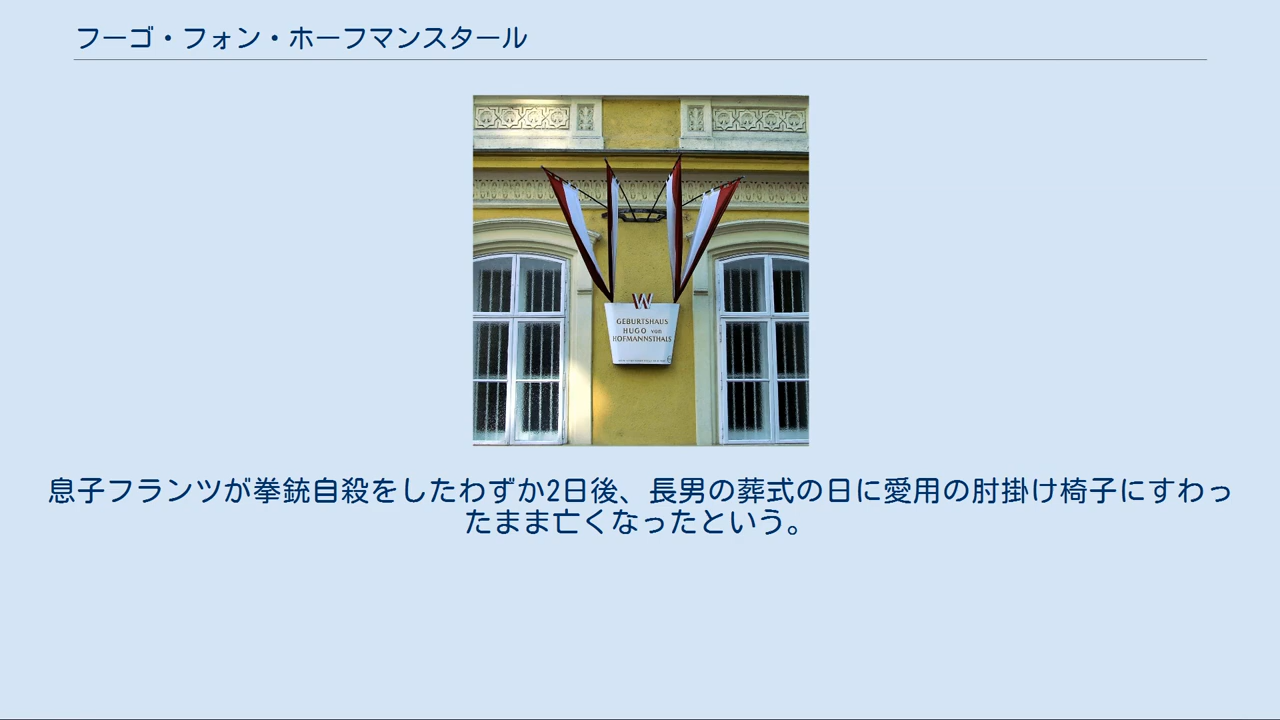 フーゴ・フォン・ホーフマンスタール
W
GEBURTSHAUS
HUGO von
HOFMANNSTHALS
息子フランツが拳銃自殺をしたわずか2日後、長男の葬式の日に愛用の肘掛け椅子にすわっ
たまま亡くなったという。